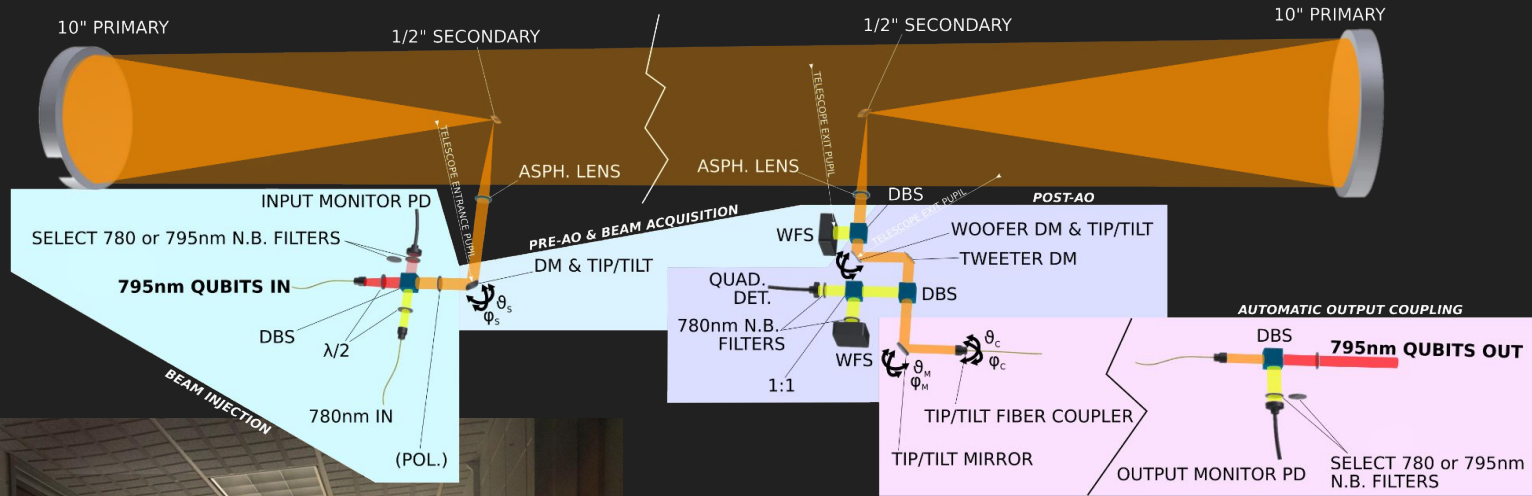 10" PRIMARY
1/2" SECONDARY
1/2" SECONDARY
10" PRIMARY
TELESCOPE ENTRANCE PUPIL
ASPH. LENS
TELESCOPE EXIT PUPIL
ASPH. LENS
DBS
TELESCOPE EXIT PUPIL
POST-AO
INPUT MONITOR PD
SELECT 780 or 795nm N.B. FILTERS
795nm QUBITS IN
DBS
λ/2
780nm IN
(POL.)
BEAM INJECTION
PRE-AO & BEAM ACQUISITION
DM & TIP/TILT
ϑS
φS
WFS
WOOFER DM & TIP/TILT
TWEETER DM
QUAD.
DET.
DBS
780nm N.B.
FILTERS
WFS
1:1
ϑM
φM
ϑC
φC
TIP/TILT FIBER COUPLER
TIP/TILT MIRROR
AUTOMATIC OUTPUT COUPLING
DBS
795nm QUBITS OUT
OUTPUT MONITOR PD
SELECT 780 or 795nm
N.B. FILTERS